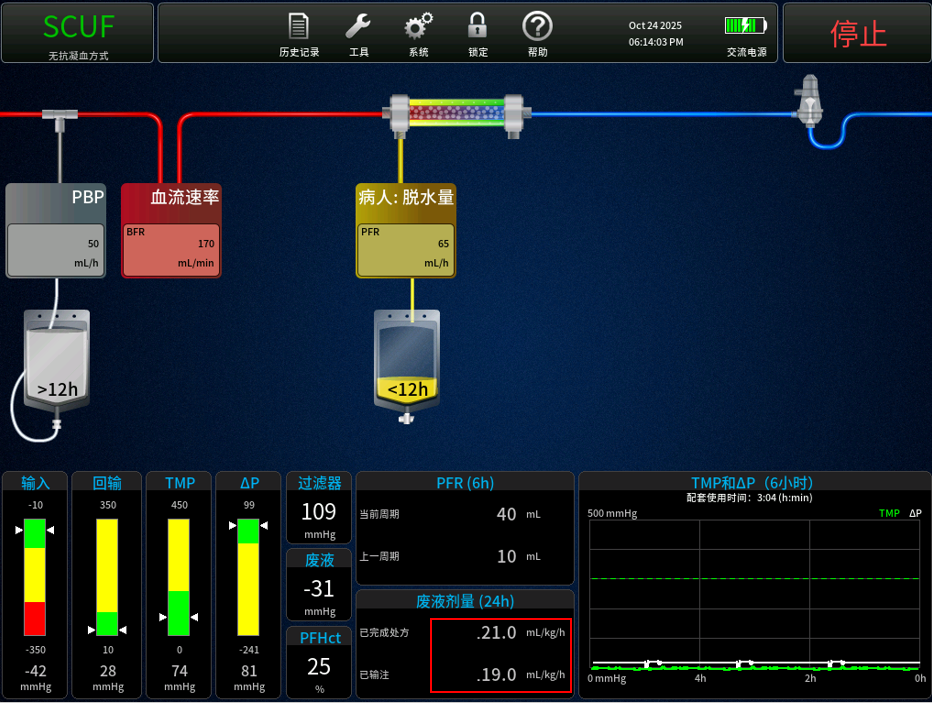 SCUF
无抗凝血方式
历史记录
工具
系统
锁定
帮助
Oct 24 2025
06:14:03 PM
交流电源
停止
PBP
50
mL/h
血流速率
BFR
170
mL/min
病人: 脱水量
PFR
65
mL/h
>12h
<12h
输入
-10
-350
-42
mmHg
回输
350
10
28
mmHg
TMP
450
0
74
mmHg
ΔP
99
-241
81
mmHg
过滤器
109
mmHg
废液
-31
mmHg
PFHct
25
%
PFR (6h)
当前周期 40 mL
上一周期 10 mL
废液剂量 (24h)
已完成处方 .21.0 mL/kg/h
已输注 .19.0 mL/kg/h
TMP和ΔP（6小时）
配套使用时间：3:04 (h:min)
500 mmHg TMP ΔP
0 mmHg 4h 2h 0h